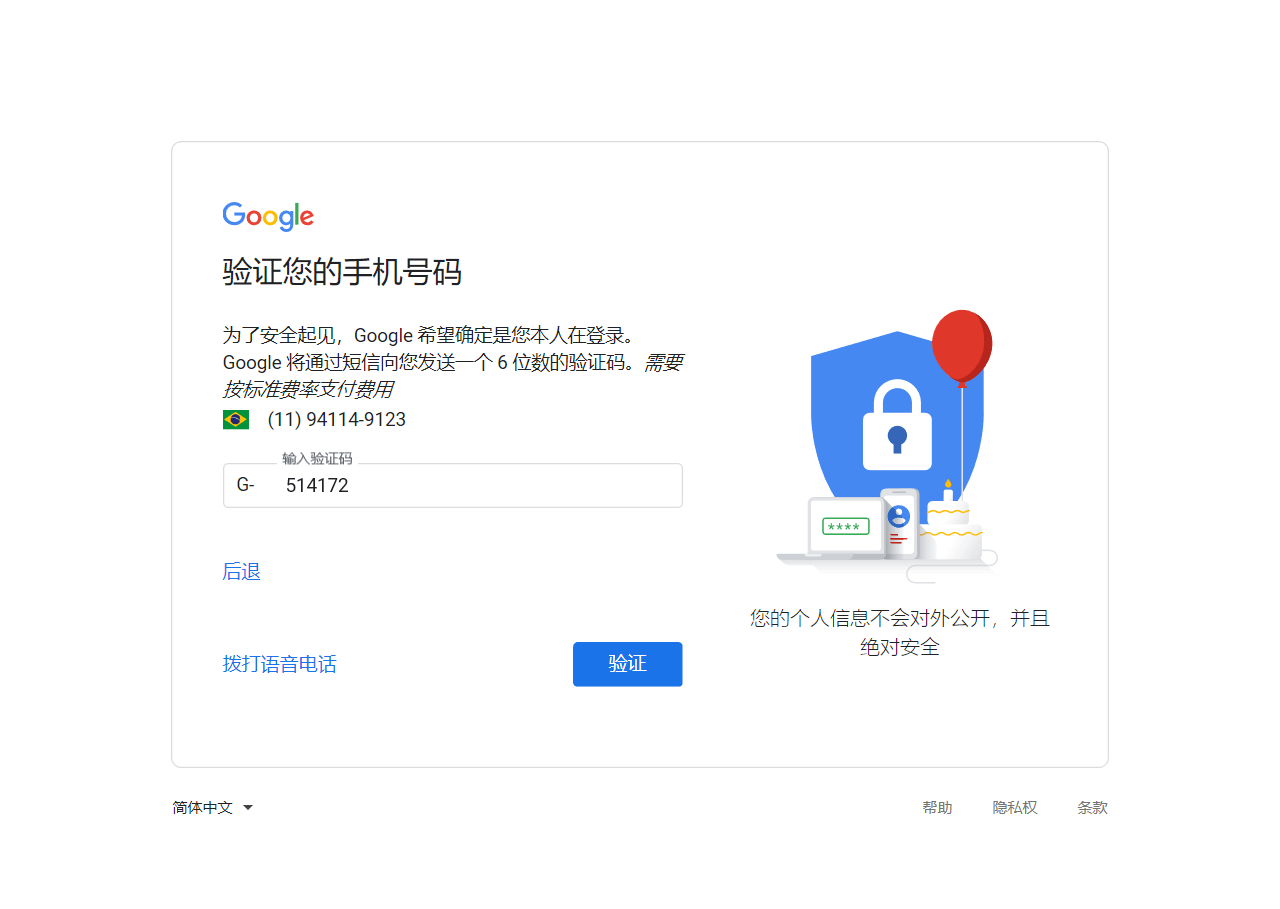 Google
验证您的手机号码
为了安全起见，Google 希望确定是您本人在登录。
Google 将通过短信向您发送一个 6 位数的验证码。需要
按标准费率支付费用
(11) 94114-9123
输入验证码
G- 514172
后退
拨打语音电话
验证
****
您的个人信息不会对外公开，并且
绝对安全
简体中文
帮助
隐私权
条款